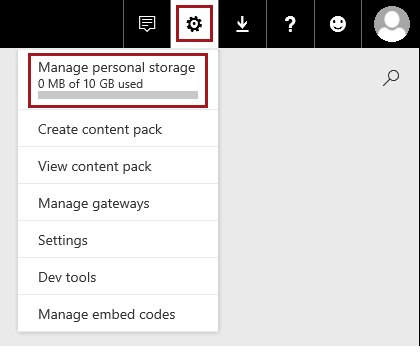 Manage personal storage
0 MB of 10 GB used
Create content pack
View content pack
Manage gateways
Settings
Dev tools
Manage embed codes